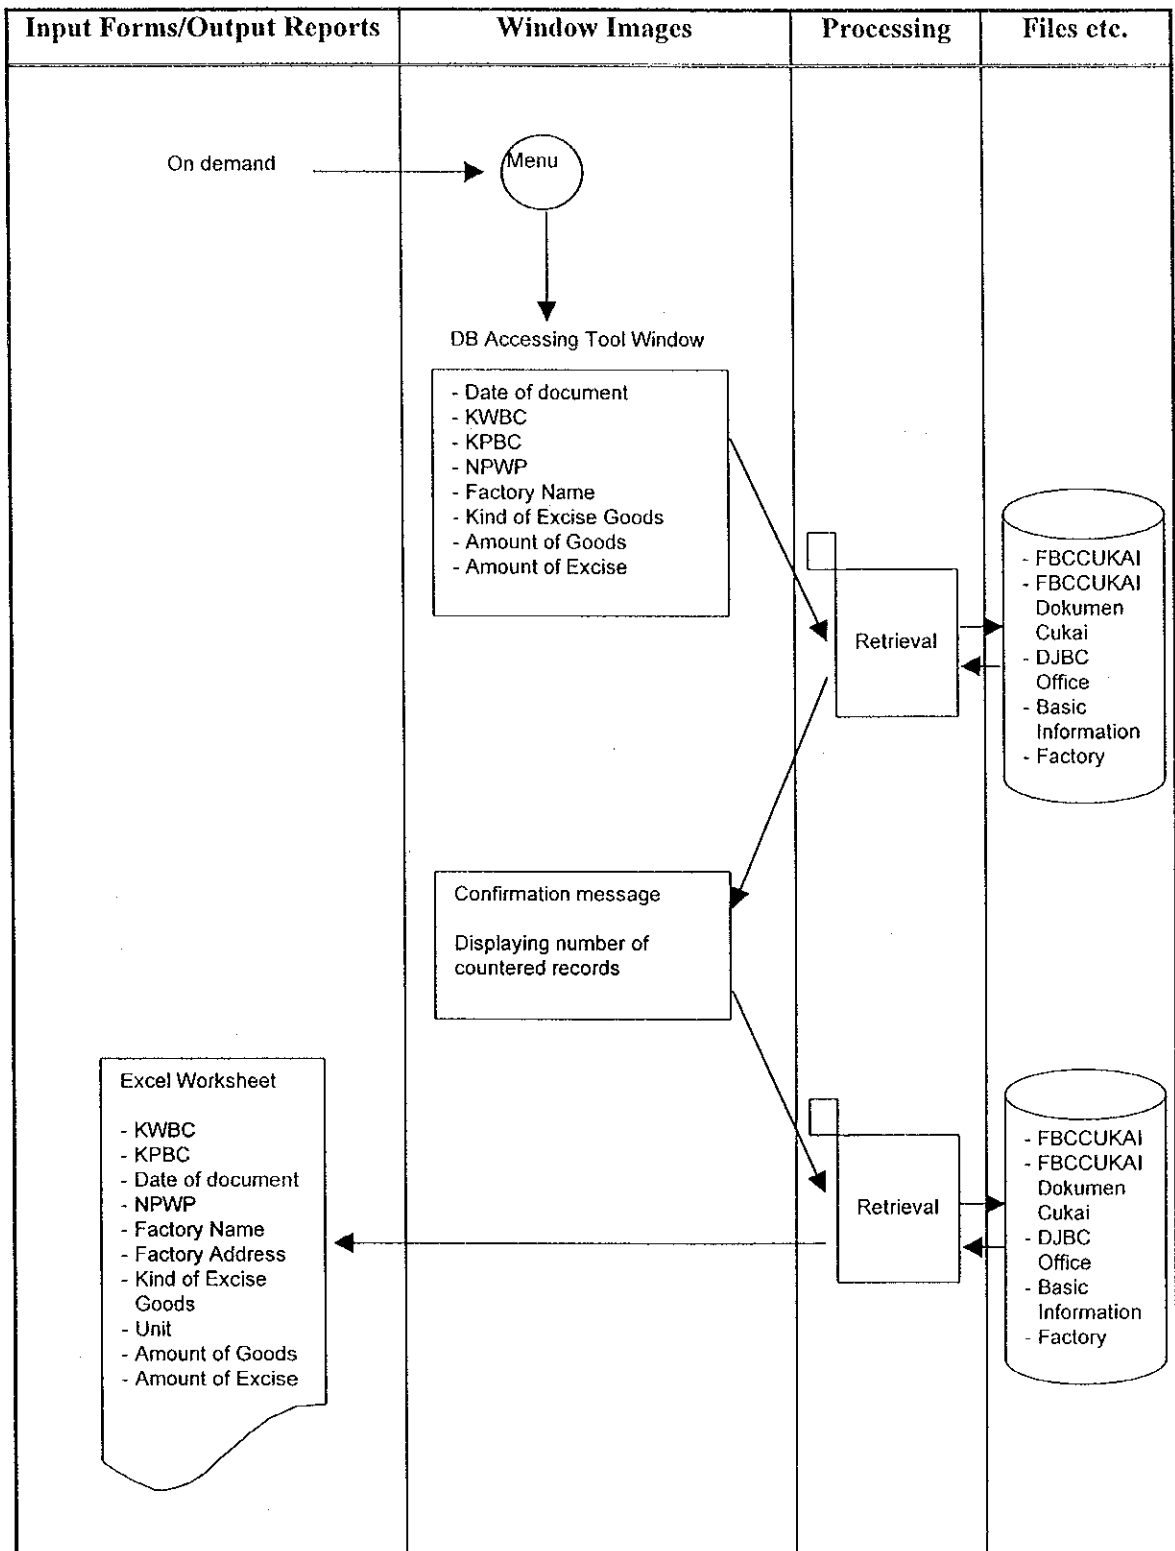 Input Forms/Output Reports
Window Images
Processing
Files etc.
On demand
Menu
DB Accessing Tool Window
- Date of document
- KWBC
- KPBC
- NPWP
- Factory Name
- Kind of Excise Goods
- Amount of Goods
- Amount of Excise
Retrieval
- FBCCUKAI
- FBCCUKAI
Dokumen
Cukai
- DJBC
Office
- Basic
Information
- Factory
Confirmation message
Displaying number of
countered records
Excel Worksheet
- KWBC
- KPBC
- Date of document
- NPWP
- Factory Name
- Factory Address
- Kind of Excise
Goods
- Unit
- Amount of Goods
- Amount of Excise
Retrieval
- FBCCUKAI
- FBCCUKAI
Dokumen
Cukai
- DJBC
Office
- Basic
Information
- Factory